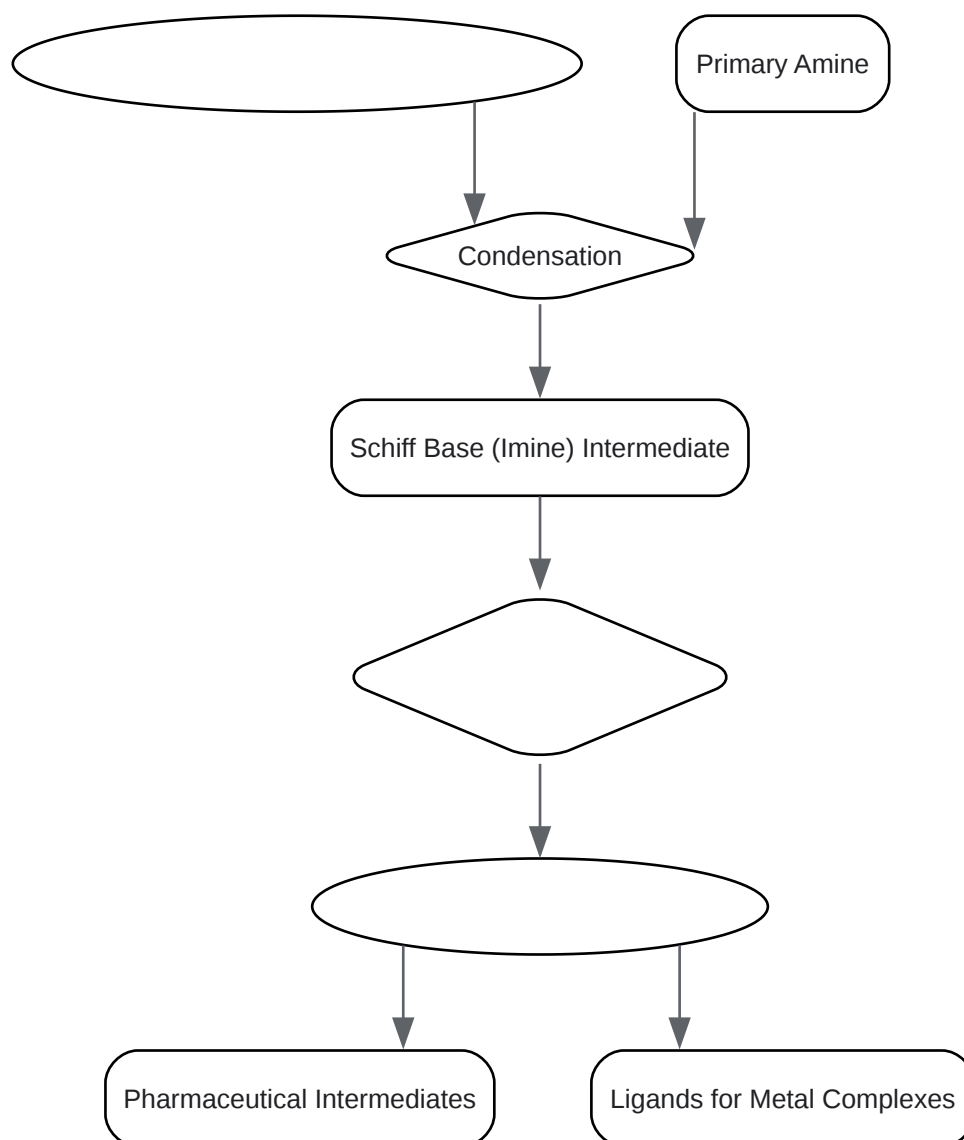 Primary Amine
Condensation
Schiff Base (Imine) Intermediate
Pharmaceutical Intermediates
Ligands for Metal Complexes